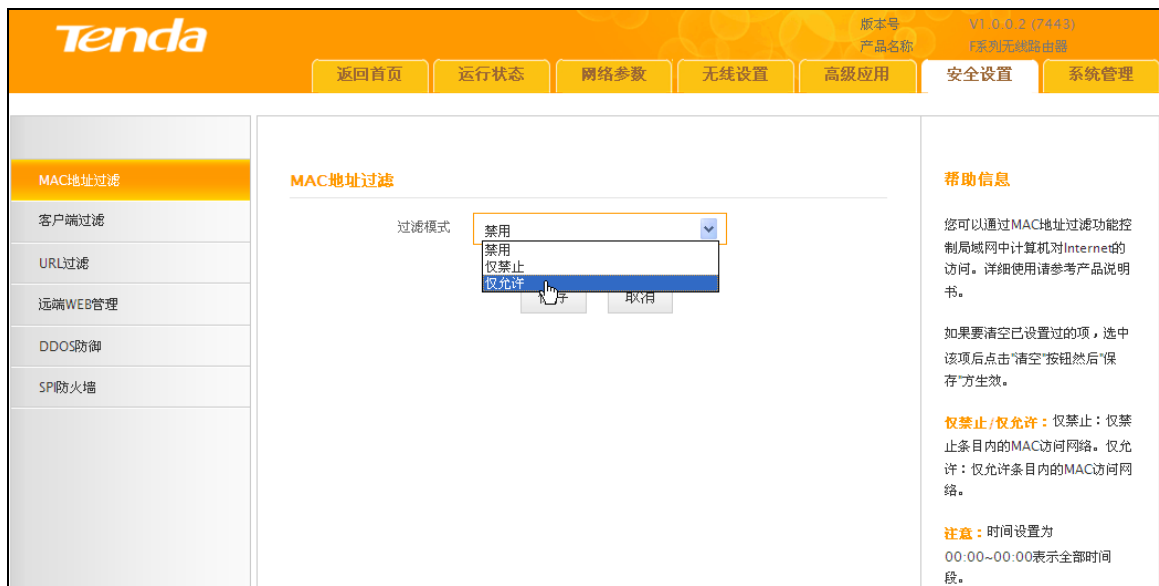 Tenda
版本号 V1.0.0.2 (7443)
产品名称 F系列无线路由器
返回首页 运行状态 网络参数 无线设置 高级应用 安全设置 系统管理
MAC地址过滤
客户端过滤
URL过滤
远端WEB管理
DDOS防御
SPI防火墙
MAC地址过滤
过滤模式 禁用
禁用
仅禁止
仅允许
取消
帮助信息
您可以通过MAC地址过滤功能控
制局域网中计算机对Internet的
访问。详细使用请参考产品说明
书。
如果要清空已设置过的项，选中
该项后点击"清空"按钮然后"保
存"方生效。
仅禁止/仅允许：仅禁止：仅禁
止条目内的MAC访问网络。仅允
许：仅允许条目内的MAC访问网
络。
注意：时间设置为
00:00~00:00表示全部时间
段。